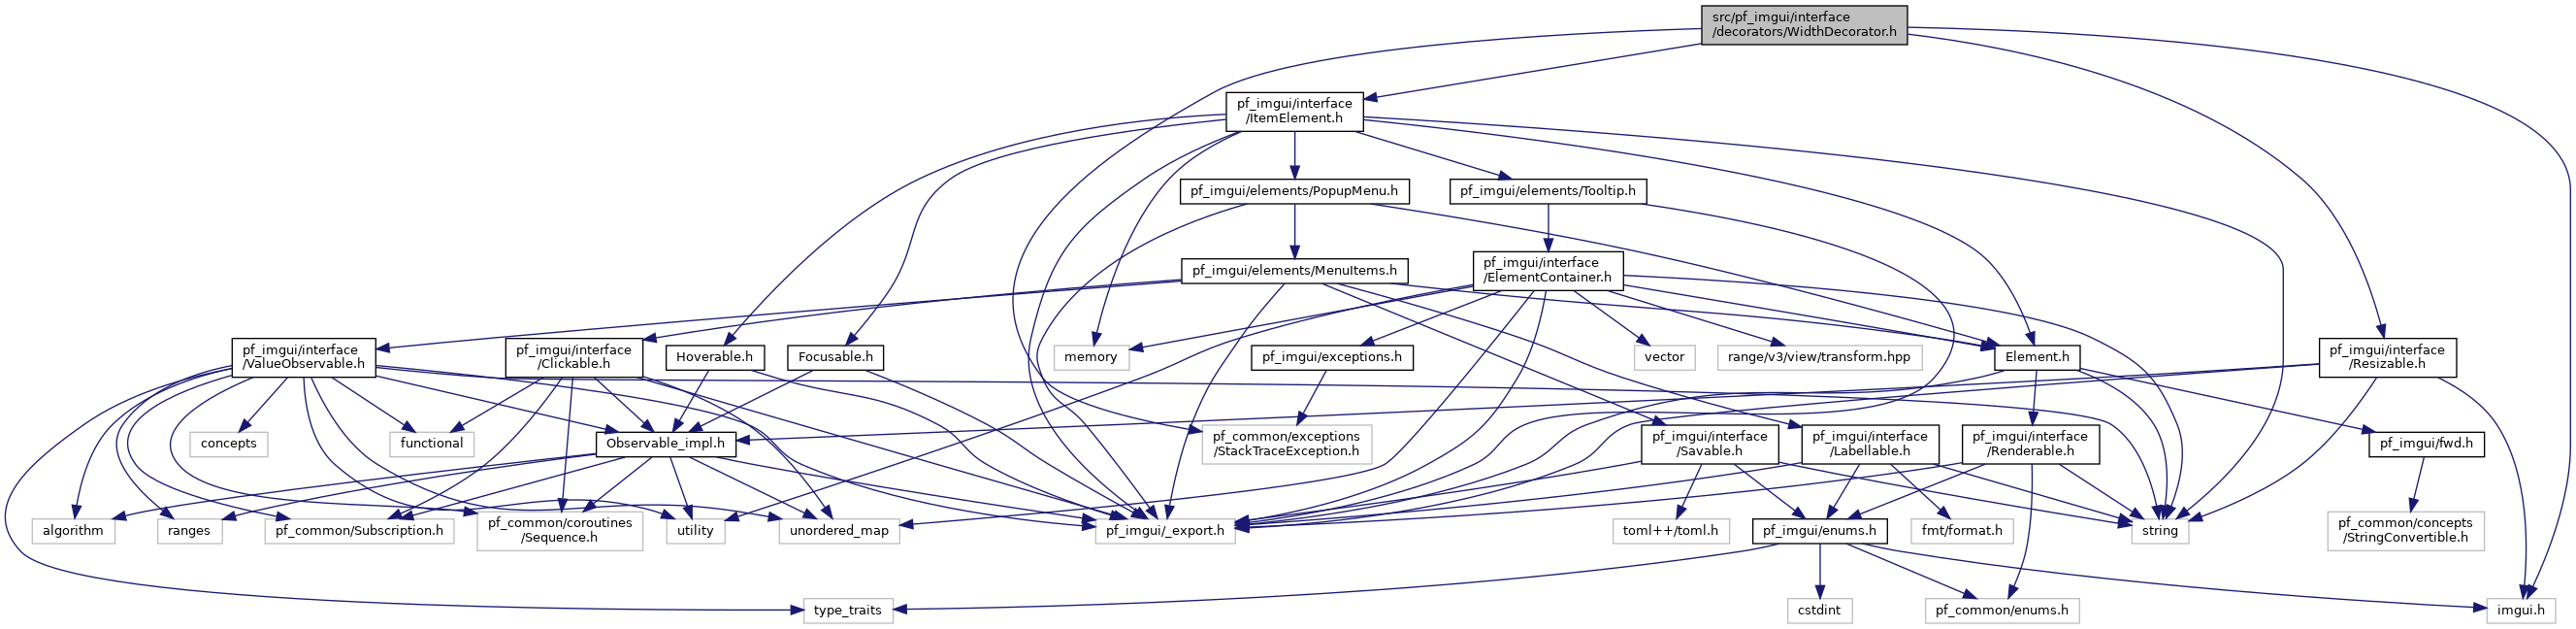 src/pf_imgui/interface
/decorators/WidthDecorator.h
pf_imgui/interface
/ItemElement.h
pf_imgui/elements/PopupMenu.h
pf_imgui/elements/Tooltip.h
pf_imgui/elements/MenuItems.h
pf_imgui/interface
/ElementContainer.h
pf_imgui/interface
/ValueObservable.h
pf_imgui/interface
/Clickable.h
Hoverable.h
Focusable.h
memory
pf_imgui/exceptions.h
vector
range/v3/view/transform.hpp
Element.h
pf_imgui/interface
/Resizable.h
concepts
functional
Observable_impl.h
pf_common/exceptions
/StackTraceException.h
pf_imgui/interface
/Savable.h
pf_imgui/interface
/Labellable.h
pf_imgui/interface
/Renderable.h
pf_imgui/fwd.h
algorithm
ranges
pf_common/Subscription.h
pf_common/coroutines
/Sequence.h
utility
unordered_map
pf_imgui/_export.h
toml++/toml.h
pf_imgui/enums.h
fmt/format.h
string
pf_common/concepts
/StringConvertible.h
type_traits
cstdint
pf_common/enums.h
imgui.h